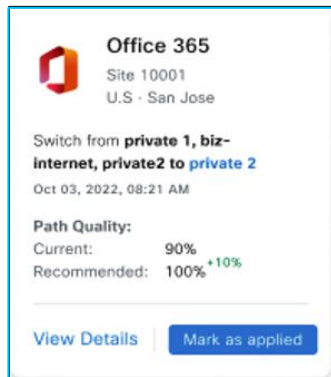 Office 365
Site 10001
U.S · San Jose
Switch from private 1, biz-
internet, private2 to private 2
Oct 03, 2022, 08:21 AM
Path Quality:
Current: 90%
Recommended: 100% +10%
View Details
Mark as applied